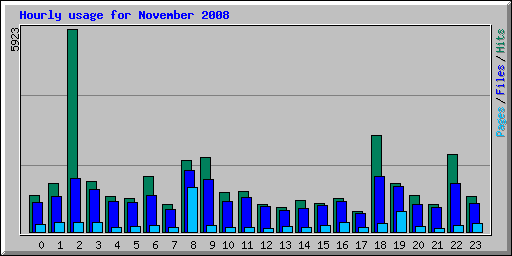 Hourly usage for November 2008
5923
Pages / Files / Hits
0 1 2 3 4 5 6 7 8 9 10 11 12 13 14 15 16 17 18 19 20 21 22 23